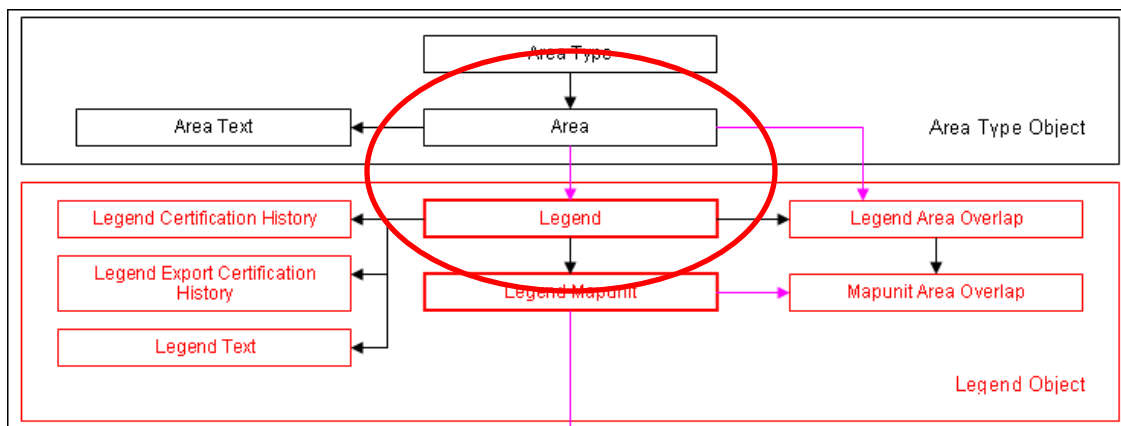 Area Type
Area Text
Area
Area Type Object
Legend Certification History
Legend
Legend Area Overlap
Legend Export Certification
History
Legend Mapunit
Mapunit Area Overlap
Legend Text
Legend Object